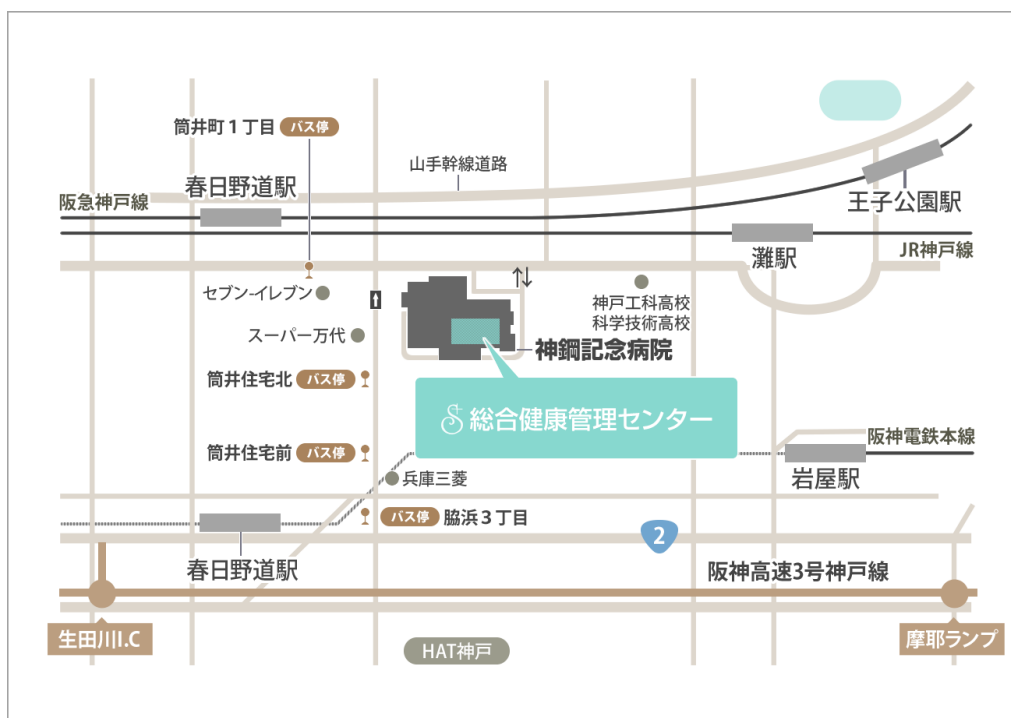 筒井町1丁目 バス停
山手幹線道路
春日野道駅
阪急神戸線
王子公園駅
灘駅
JR神戸線
セブン-イレブン
神戸工科高校
科学技術高校
スーパー万代
神鋼記念病院
筒井住宅北 バス停
総合健康管理センター
阪神電鉄本線
筒井住宅前 バス停
岩屋駅
兵庫三菱
バス停 脇浜3丁目
2
春日野道駅
阪神高速3号神戸線
生田川I.C
摩耶ランプ
HAT神戸